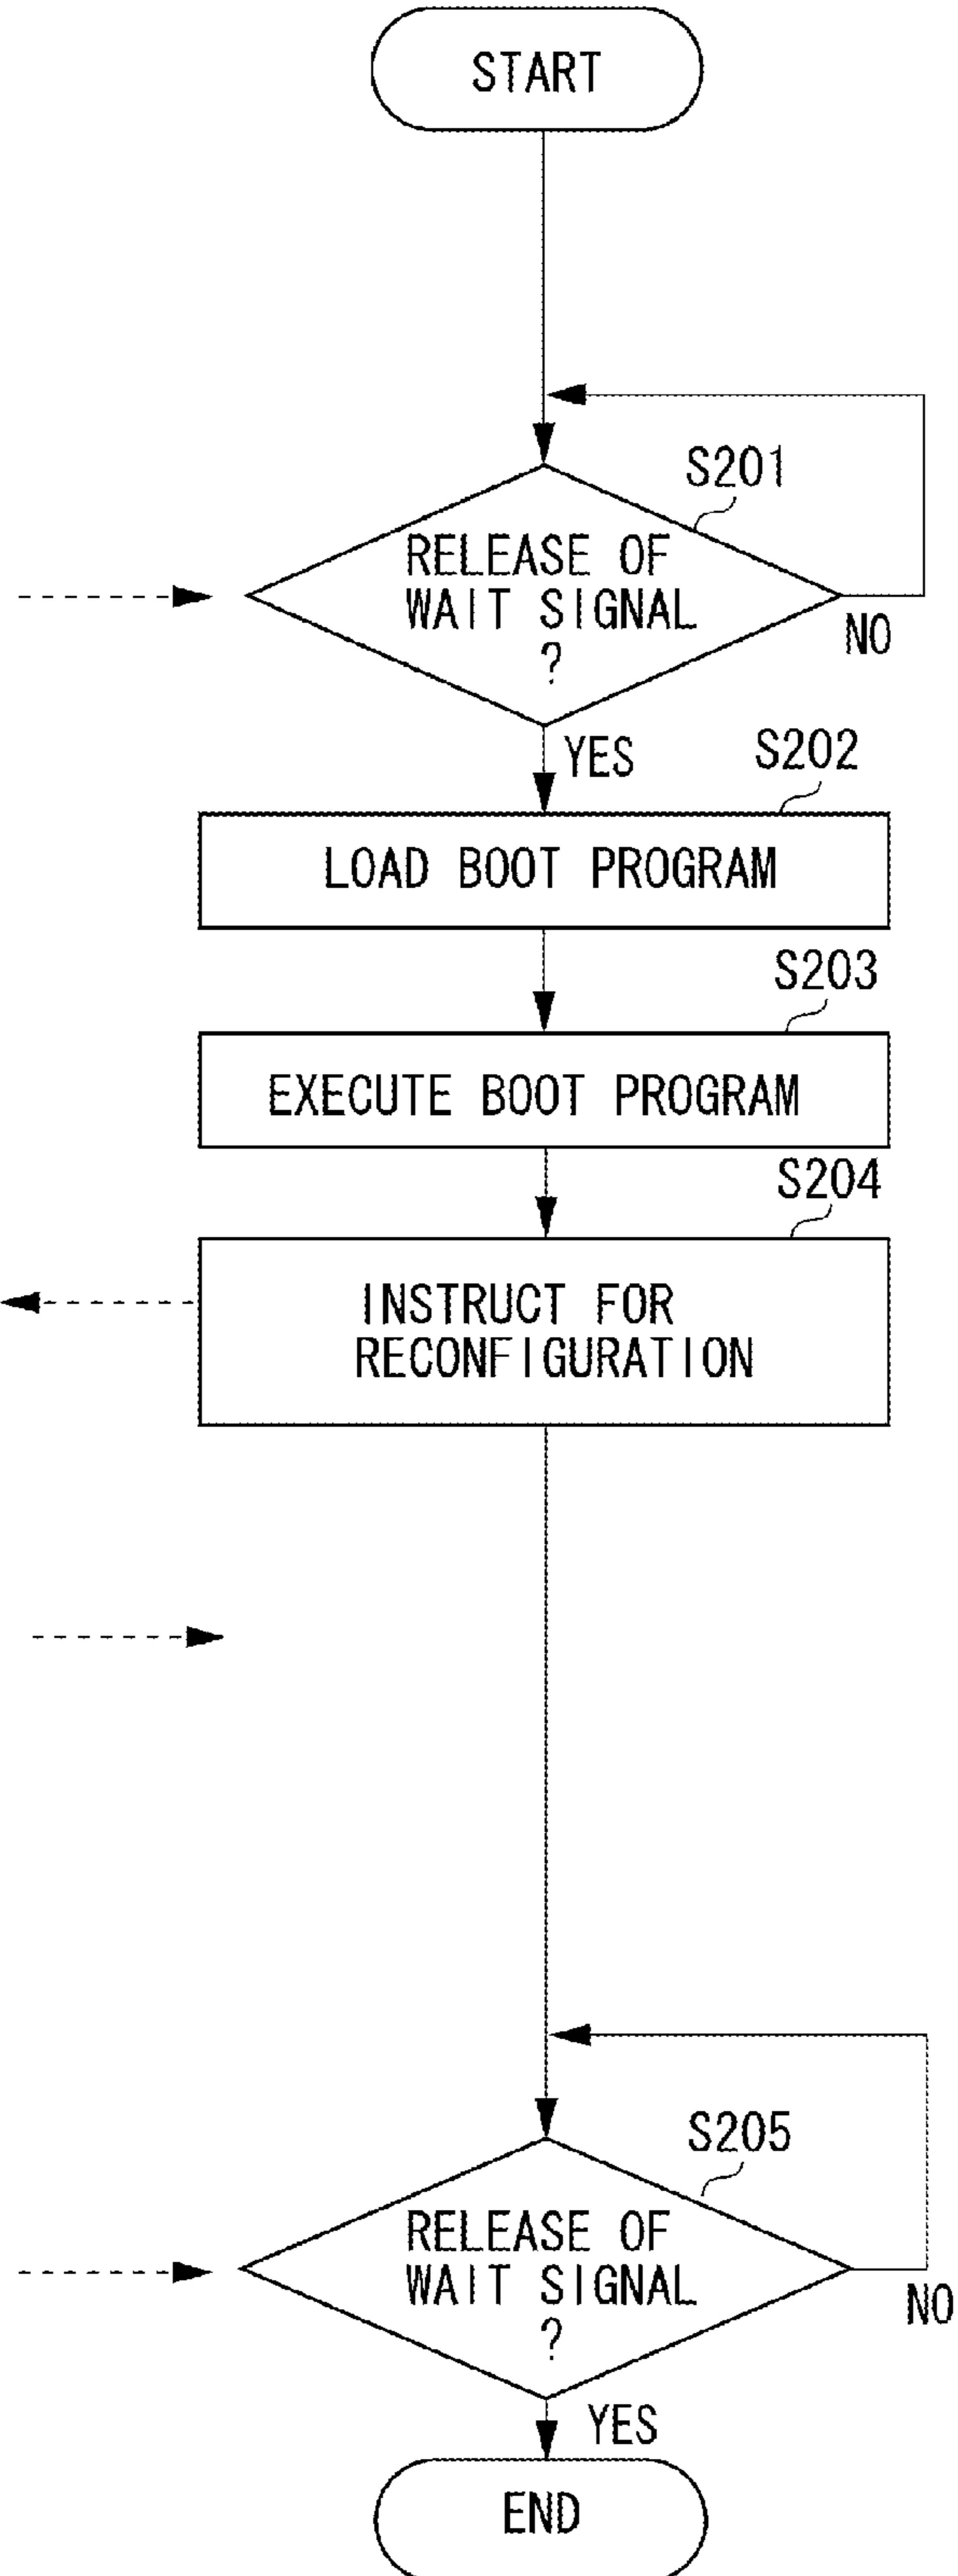 START
S201
RELEASE OF
WAIT SIGNAL
?
NO
YES
S202
LOAD BOOT PROGRAM
S203
EXECUTE BOOT PROGRAM
S204
INSTRUCT FOR
RECONFIGURATION
S205
RELEASE OF
WAIT SIGNAL
?
NO
YES
END